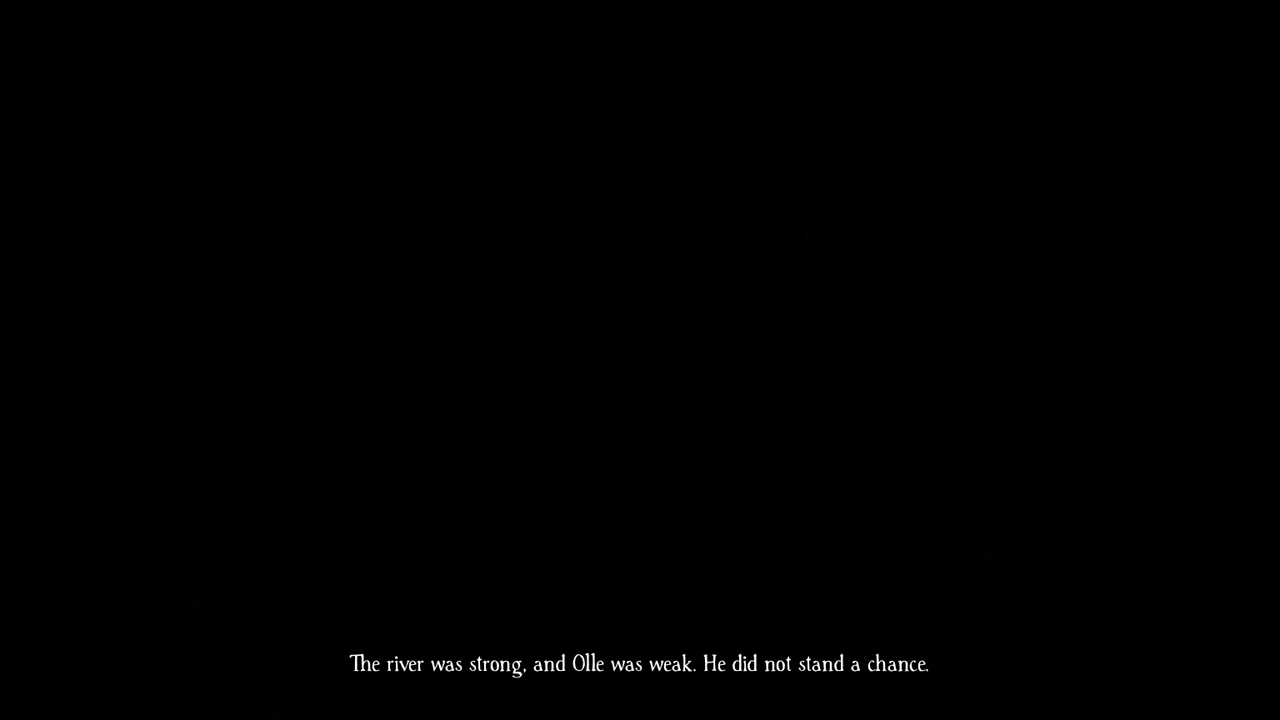 The river was strong, and Olle was weak. He did not stand a chance.